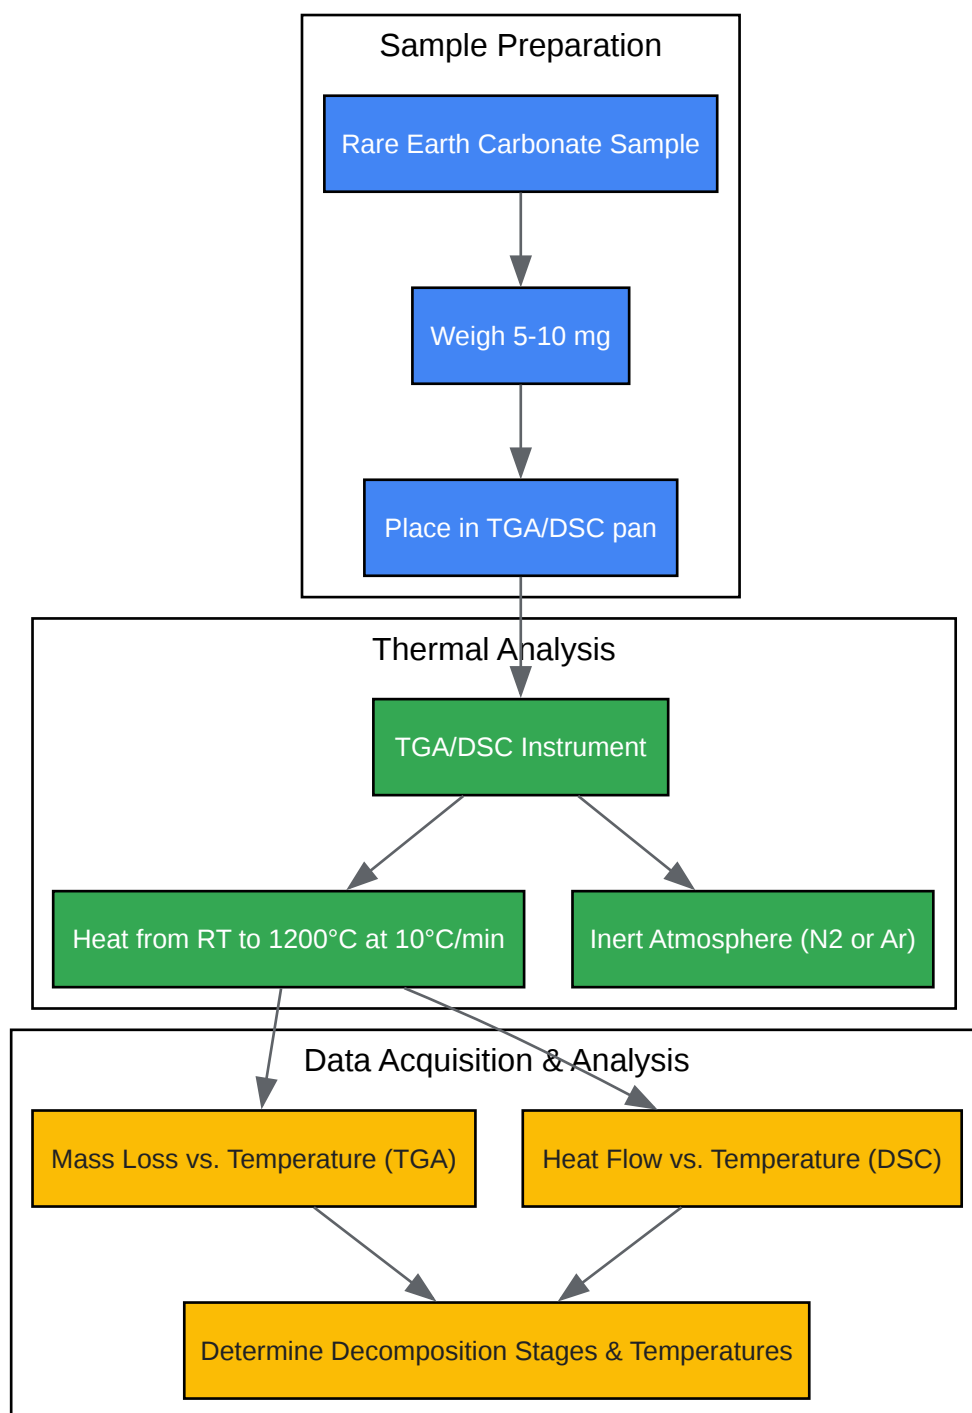 Sample Preparation
Rare Earth Carbonate Sample
Weigh 5-10 mg
Place in TGA/DSC pan
Thermal Analysis
TGA/DSC Instrument
Heat from RT to 1200°C at 10°C/min
Inert Atmosphere (N2 or Ar)
Data Acquisition & Analysis
Mass Loss vs. Temperature (TGA)
Heat Flow vs. Temperature (DSC)
Determine Decomposition Stages & Temperatures